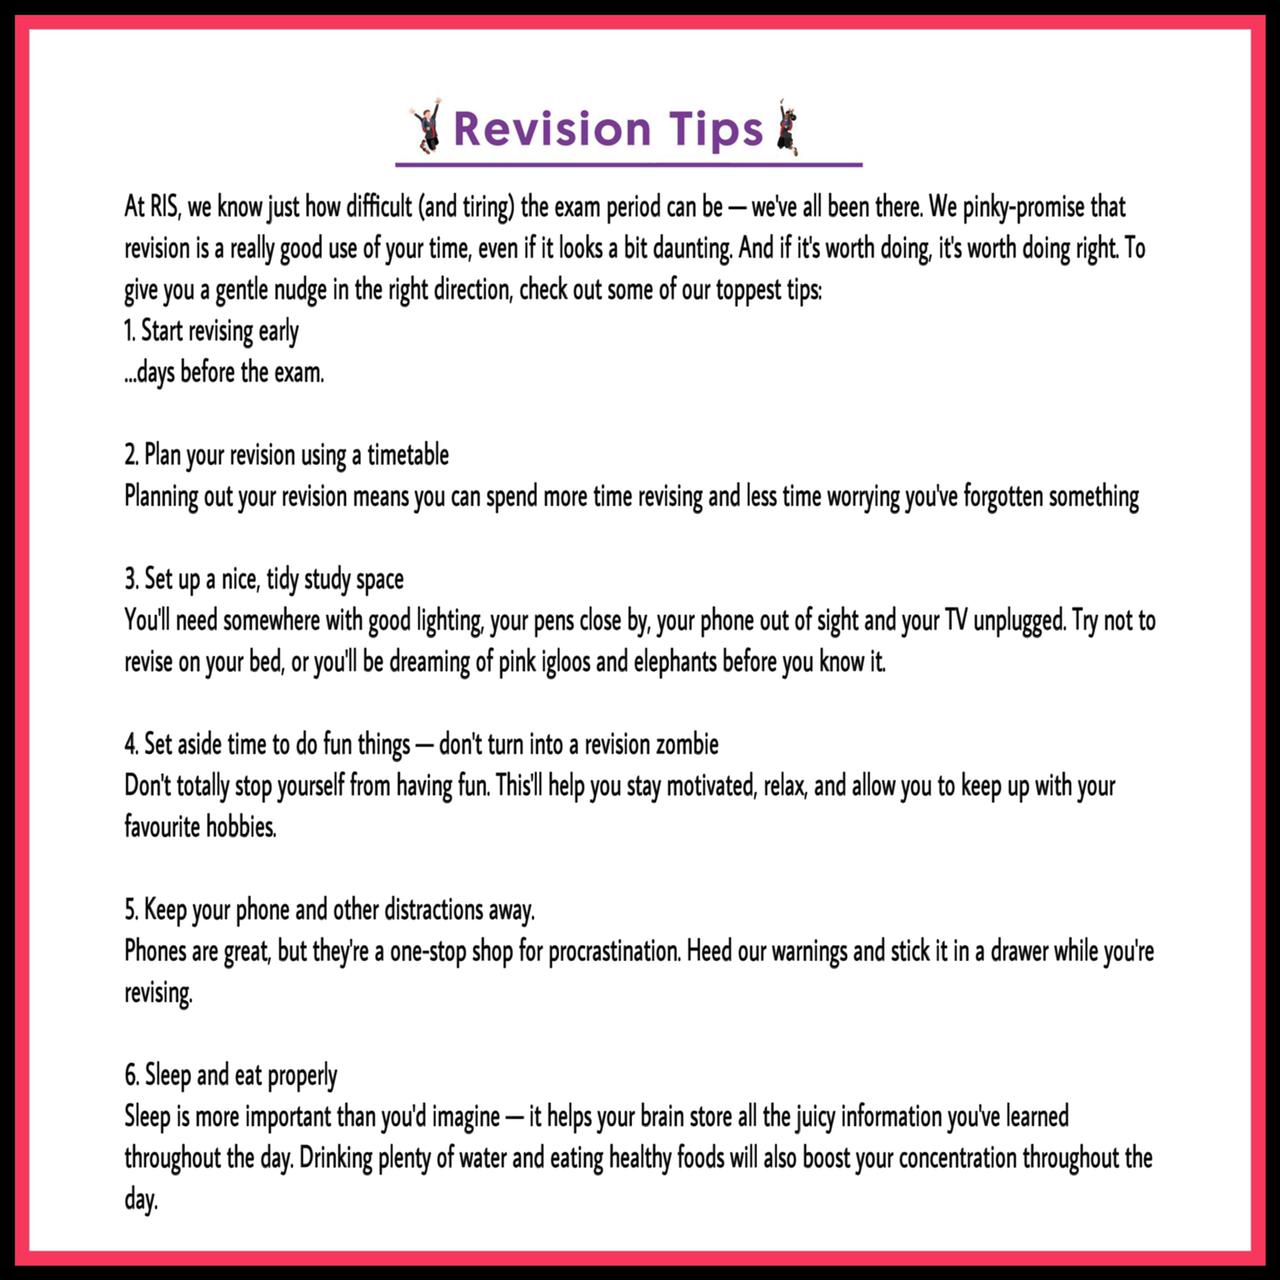 Revision Tips
At RIS, we know just how difficult (and tiring) the exam period can be — we've all been there. We pinky-promise that
revision is a really good use of your time, even if it looks a bit daunting. And if it's worth doing, it's worth doing right. To
give you a gentle nudge in the right direction, check out some of our toppest tips:
1. Start revising early
...days before the exam.
2. Plan your revision using a timetable
Planning out your revision means you can spend more time revising and less time worrying you've forgotten something
3. Set up a nice, tidy study space
You'll need somewhere with good lighting, your pens close by, your phone out of sight and your TV unplugged. Try not to
revise on your bed, or you'll be dreaming of pink igloos and elephants before you know it.
4. Set aside time to do fun things — don't turn into a revision zombie
Don't totally stop yourself from having fun. This'll help you stay motivated, relax, and allow you to keep up with your
favourite hobbies.
5. Keep your phone and other distractions away.
Phones are great, but they're a one-stop shop for procrastination. Heed our warnings and stick it in a drawer while you're
revising.
6. Sleep and eat properly
Sleep is more important than you'd imagine — it helps your brain store all the juicy information you've learned
throughout the day. Drinking plenty of water and eating healthy foods will also boost your concentration throughout the
day.